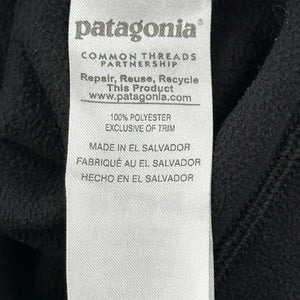 patagonia®
COMMON THREADS
PARTNERSHIP
Repair, Reuse, Recycle
This Product
www.patagonia.com
100% POLYESTER
EXCLUSIVE OF TRIM
MADE IN EL SALVADOR
FABRIQUÉ AU EL SALVADOR
HECHO EN EL SALVADOR